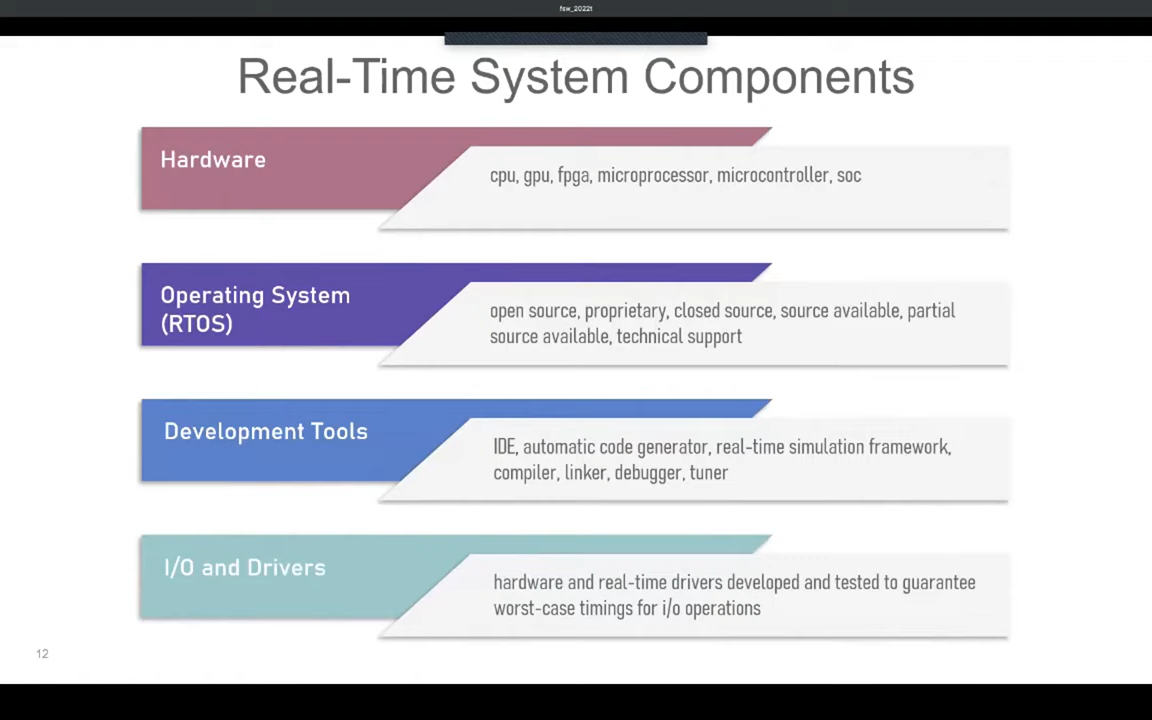 fsw_2022t
Real-Time System Components
Hardware
cpu, gpu, fpga, microprocessor, microcontroller, soc
Operating System
(RTOS)
open source, proprietary, closed source, source available, partial
source available, technical support
Development Tools
IDE, automatic code generator, real-time simulation framework,
compiler, linker, debugger, tuner
I/O and Drivers
hardware and real-time drivers developed and tested to guarantee
worst-case timings for i/o operations
12